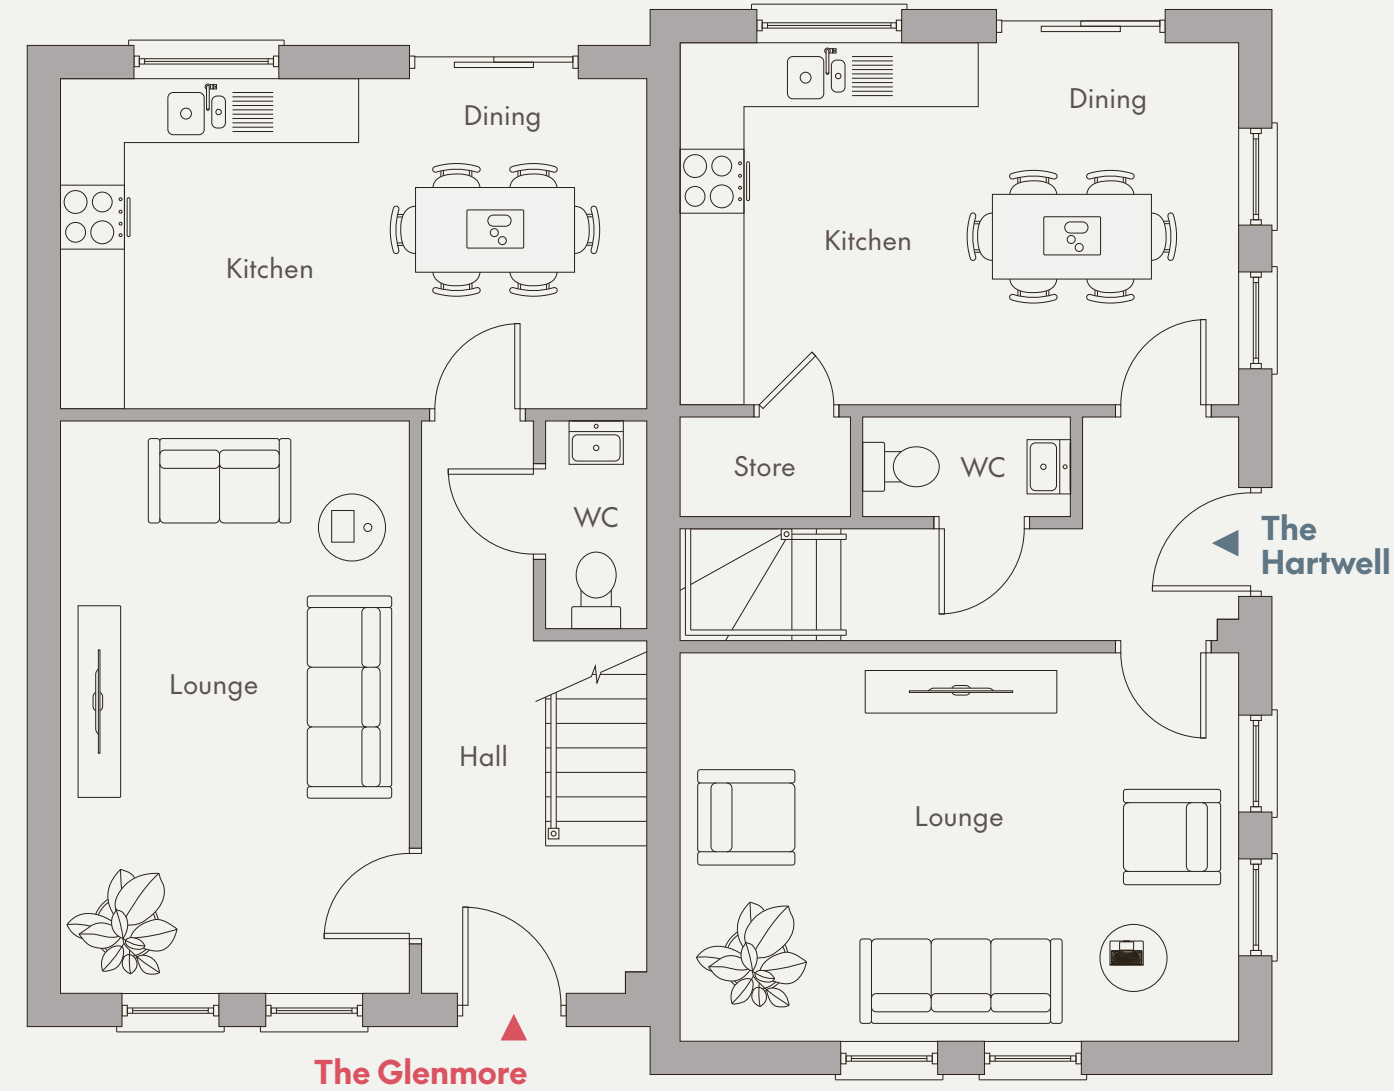 Dining
Kitchen
WC
Lounge
Hall
The Glenmore
Dining
Kitchen
Store
WC
Lounge
The
Hartwell